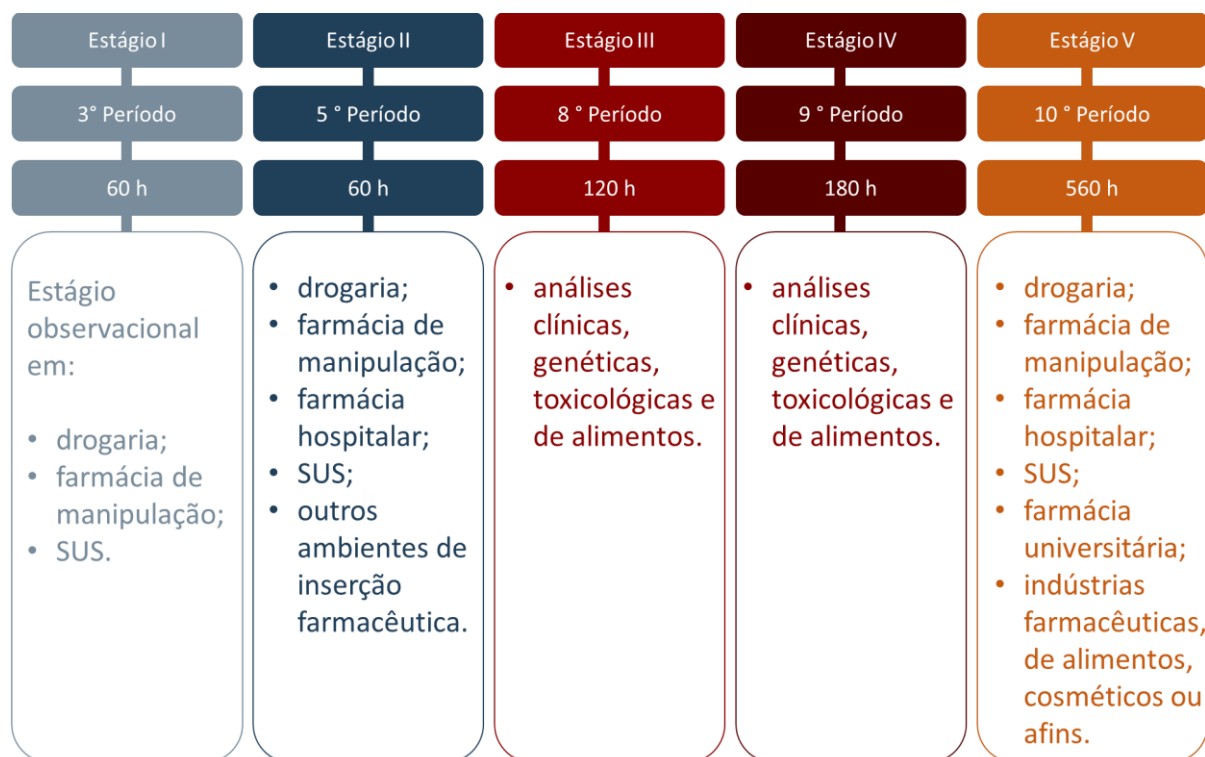 Estágio I
3° Período
60 h
Estágio
observacional
em:
• drogaria;
• farmácia de
manipulação;
• SUS.
Estágio II
5 ° Período
60 h
• drogaria;
• farmácia de
manipulação;
• farmácia
hospitalar;
• SUS;
• outros
ambientes de
inserção
farmacêutica.
Estágio III
8 ° Período
120 h
• análises
clínicas,
genéticas,
toxicológicas e
de alimentos.
Estágio IV
9 ° Período
180 h
• análises
clínicas,
genéticas,
toxicológicas e
de alimentos.
Estágio V
10 ° Período
560 h
• drogaria;
• farmácia de
manipulação;
• farmácia
hospitalar;
• SUS;
• farmácia
universitária;
• indústrias
farmacêuticas,
de alimentos,
cosméticos ou
afins.